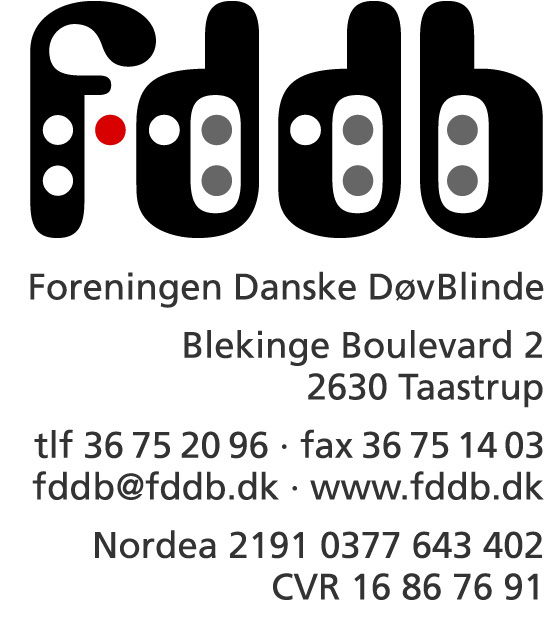 fddb
Foreningen Danske DøvBlinde
Blekinge Boulevard 2
2630 Taastrup
tlf 36 75 20 96 · fax 36 75 14 03
fddb@fddb.dk · www.fddb.dk
Nordea 2191 0377 643 402
CVR 16 86 76 91